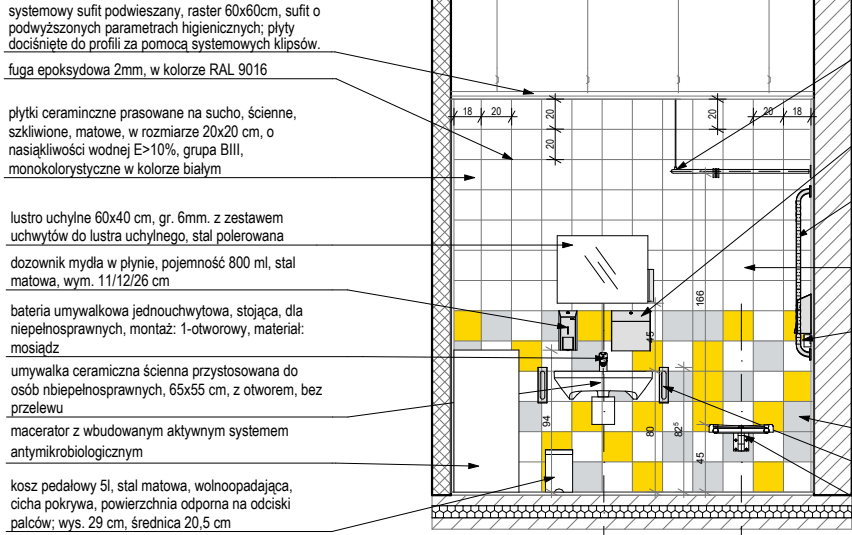 systemowy sufit podwieszany, raster 60x60cm, sufit o
podwyższonych parametrach higienicznych; płyty
dociśnięte do profili za pomocą systemowych klipsów.
fuga epoksydowa 2mm, w kolorze RAL 9016
płytki ceraminczne prasowane na sucho, ścienne,
szkliwione, matowe, w rozmiarze 20x20 cm, o
nasiąkliwości wodnej E>10%, grupa BIII,
monokolorystyczne w kolorze białym
lustro uchylne 60x40 cm, gr. 6mm. z zestawem
uchwytów do lustra uchylnego, stal polerowana
dozownik mydła w płynie, pojemność 800 ml, stal
matowa, wym. 11/12/26 cm
bateria umywalkowa jednouchwytowa, stojąca, dla
niepełnosprawnych, montaż: 1-otworowy, materiał:
mosiądz
umywalka ceramiczna ścienna przystosowana do
osób nbiepełnosprawnych, 65x55 cm, z otworem, bez
przelewu
macerator z wbudowanym aktywnym systemem
antymikrobiologicznym
kosz pedałowy 5l, stal matowa, wolnoopadająca,
cicha pokrywa, powierzchnia odporna na odciski
palców; wys. 29 cm, średnica 20,5 cm
18 20
20
20
20
20 18
166
45
94
80
82⁵
45